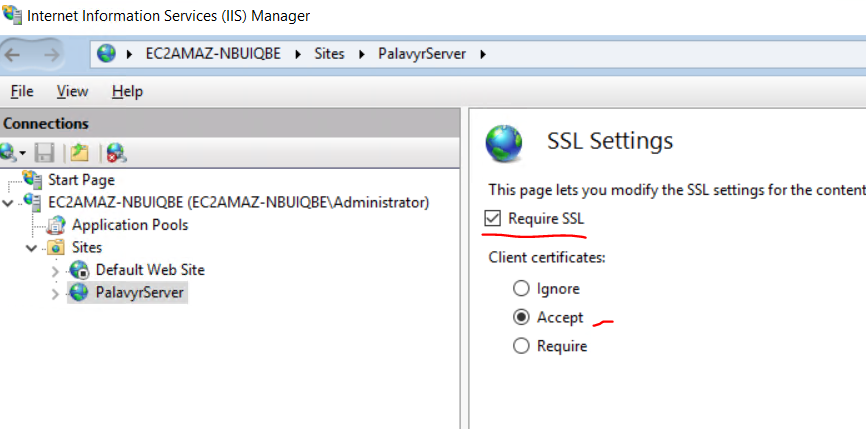 Internet Information Services (IIS) Manager
EC2AMAZ-NBUIQBE
Sites
PalavyrServer
File View Help
Connections
Start Page
EC2AMAZ-NBUIQBE (EC2AMAZ-NBUIQBE\Administrator)
Application Pools
Sites
Default Web Site
PalavyrServer
SSL Settings
This page lets you modify the SSL settings for the content
Require SSL
Client certificates:
Ignore
Accept
Require